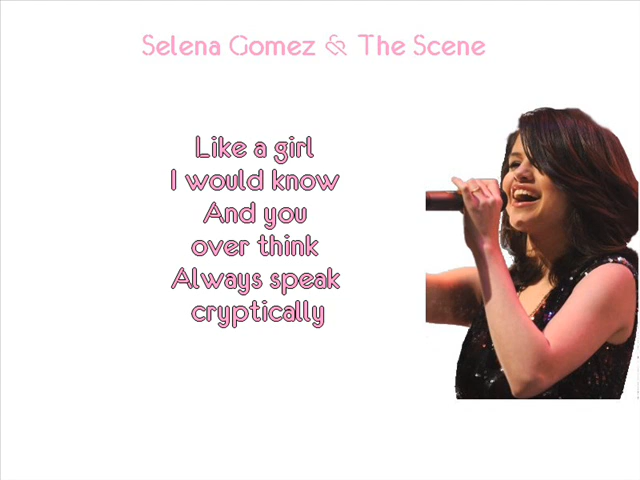 Selena Gomez & The Scene
Like a girl
I would know
And you
over think
Always speak
cryptically